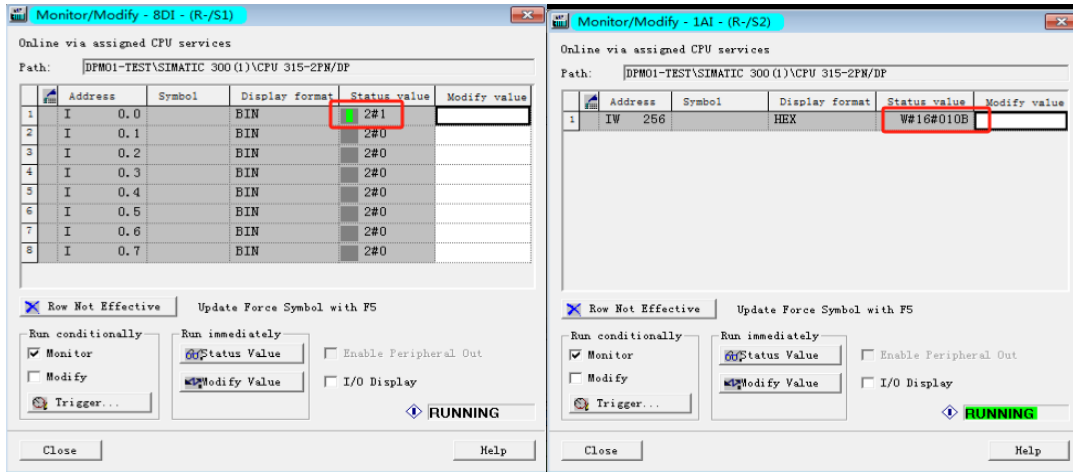 Monitor/Modify - 8DI - (R-/S1)
Online via assigned CPU services
Path: DPM01-TEST\SIMATIC 300(1)\CPU 315-2PN/DP
Address Symbol Display format Status value Modify value
1 I 0.0 BIN 2#1
2 I 0.1 BIN 2#0
3 I 0.2 BIN 2#0
4 I 0.3 BIN 2#0
5 I 0.4 BIN 2#0
6 I 0.5 BIN 2#0
7 I 0.6 BIN 2#0
8 I 0.7 BIN 2#0
Row Not Effective Update Force Symbol with F5
Run conditionally Run immediately
Monitor Status Value Enable Peripheral Out
Modify Modify Value I/O Display
Trigger...
RUNNING
Close Help
Monitor/Modify - 1AI - (R-/S2)
Online via assigned CPU services
Path: DPM01-TEST\SIMATIC 300(1)\CPU 315-2PN/DP
Address Symbol Display format Status value Modify value
1 IW 256 HEX W#16#010B
Row Not Effective Update Force Symbol with F5
Run conditionally Run immediately
Monitor Status Value Enable Peripheral Out
Modify Modify Value I/O Display
Trigger...
RUNNING
Close Help